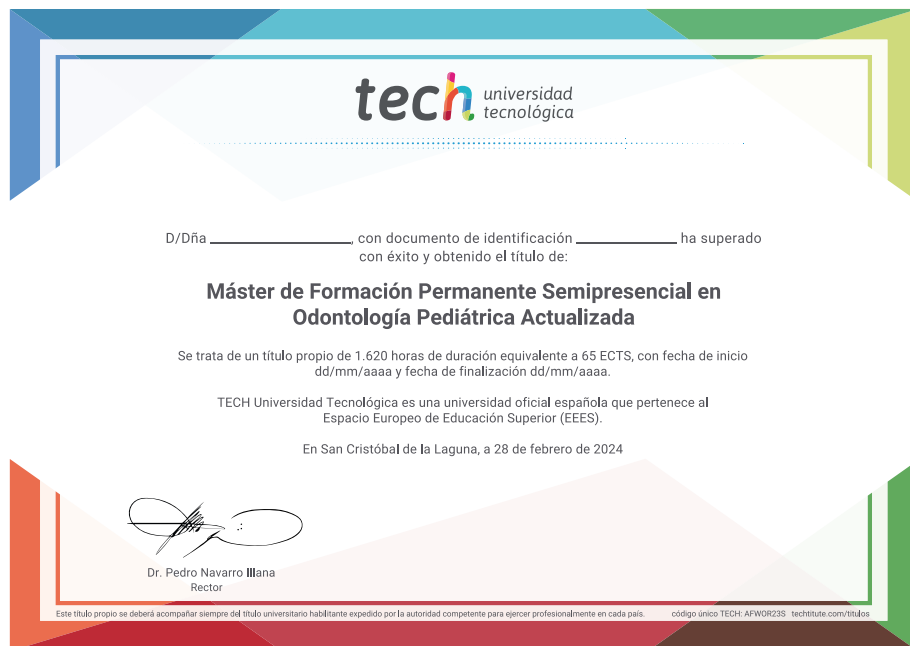 tech universidad
tecnológica
D/Dña ____________________, con documento de identificación ______________ ha superado
con éxito y obtenido el título de:
Máster de Formación Permanente Semipresencial en
Odontología Pediátrica Actualizada
Se trata de un título propio de 1.620 horas de duración equivalente a 65 ECTS, con fecha de inicio
dd/mm/aaaa y fecha de finalización dd/mm/aaaa.
TECH Universidad Tecnológica es una universidad oficial española que pertenece al
Espacio Europeo de Educación Superior (EEES).
En San Cristóbal de la Laguna, a 28 de febrero de 2024
Dr. Pedro Navarro Illana
Rector
Este título propio se deberá acompañar siempre del título universitario habilitante expedido por la autoridad competente para ejercer profesionalmente en cada país. código único TECH: AFWOR23S techtitute.com/titulos